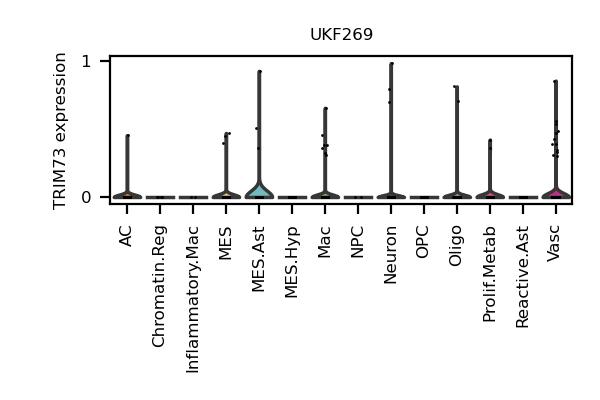 UKF269
TRIM73 expression
1
0
AC
Chromatin.Reg
Inflammatory.Mac
MES
MES.Ast
MES.Hyp
Mac
NPC
Neuron
OPC
Oligo
Prolif.Metab
Reactive.Ast
Vasc